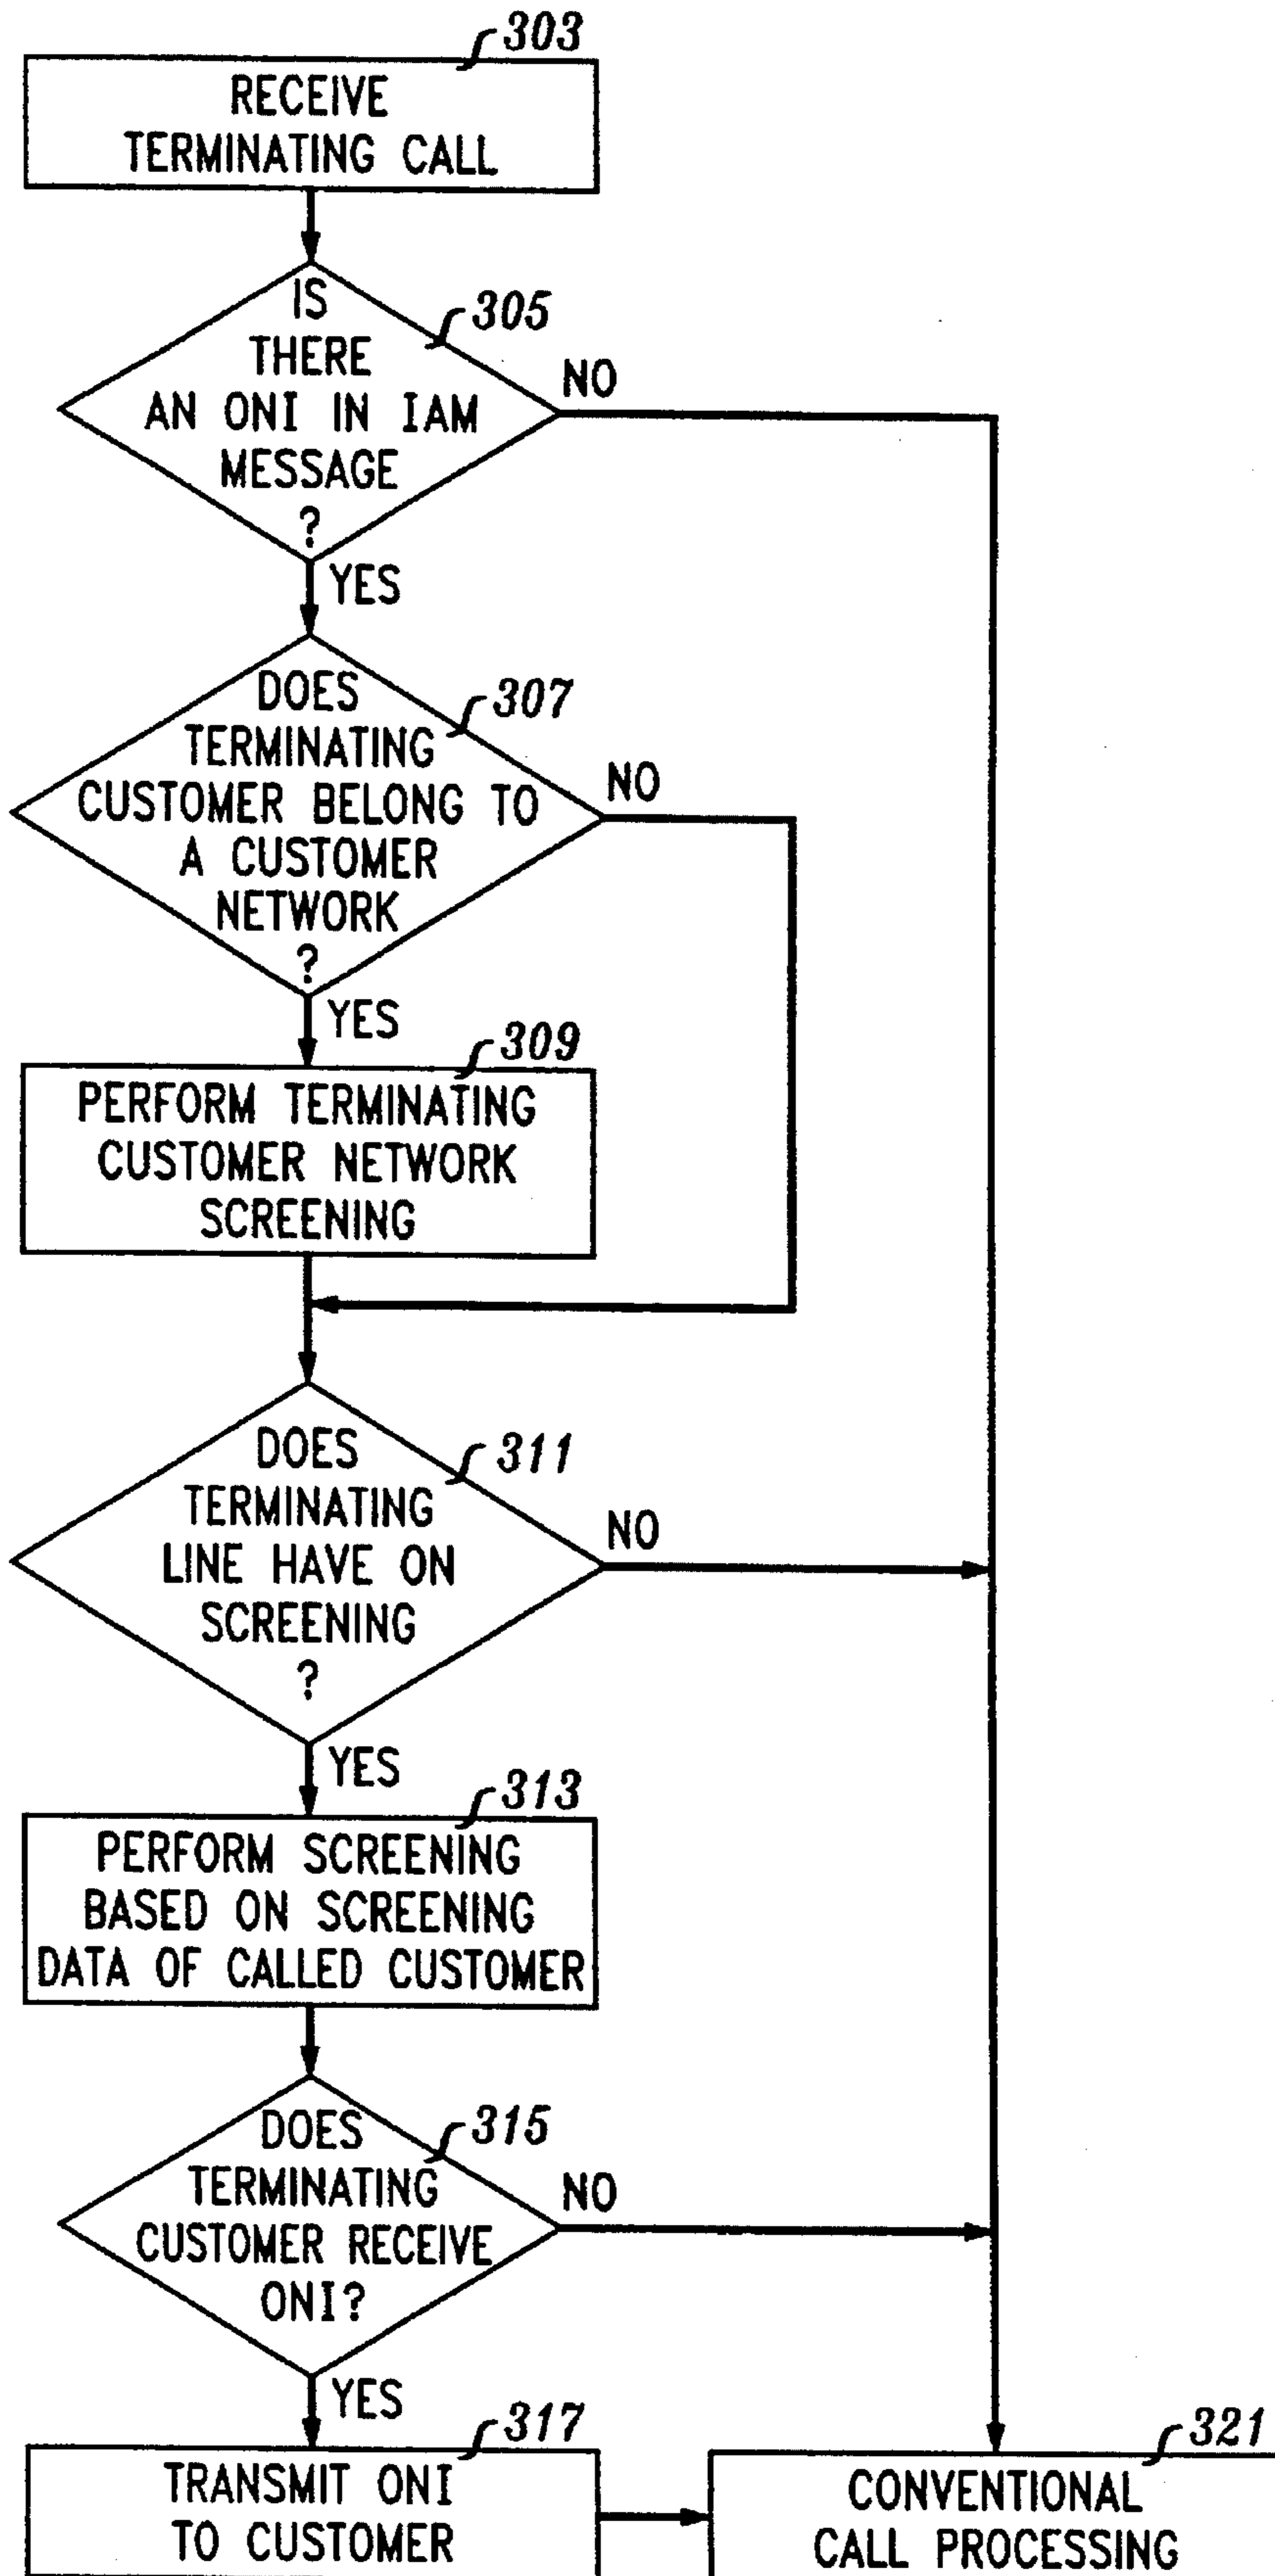 303
RECEIVE
TERMINATING CALL
305
IS
THERE
AN ONI IN IAM
MESSAGE
?
NO
YES
307
DOES
TERMINATING
CUSTOMER BELONG TO
A CUSTOMER
NETWORK
?
NO
YES
309
PERFORM TERMINATING
CUSTOMER NETWORK
SCREENING
311
DOES
TERMINATING
LINE HAVE ON
SCREENING
?
NO
YES
313
PERFORM SCREENING
BASED ON SCREENING
DATA OF CALLED CUSTOMER
315
DOES
TERMINATING
CUSTOMER RECEIVE
ONI?
NO
YES
317
TRANSMIT ONI
TO CUSTOMER
321
CONVENTIONAL
CALL PROCESSING